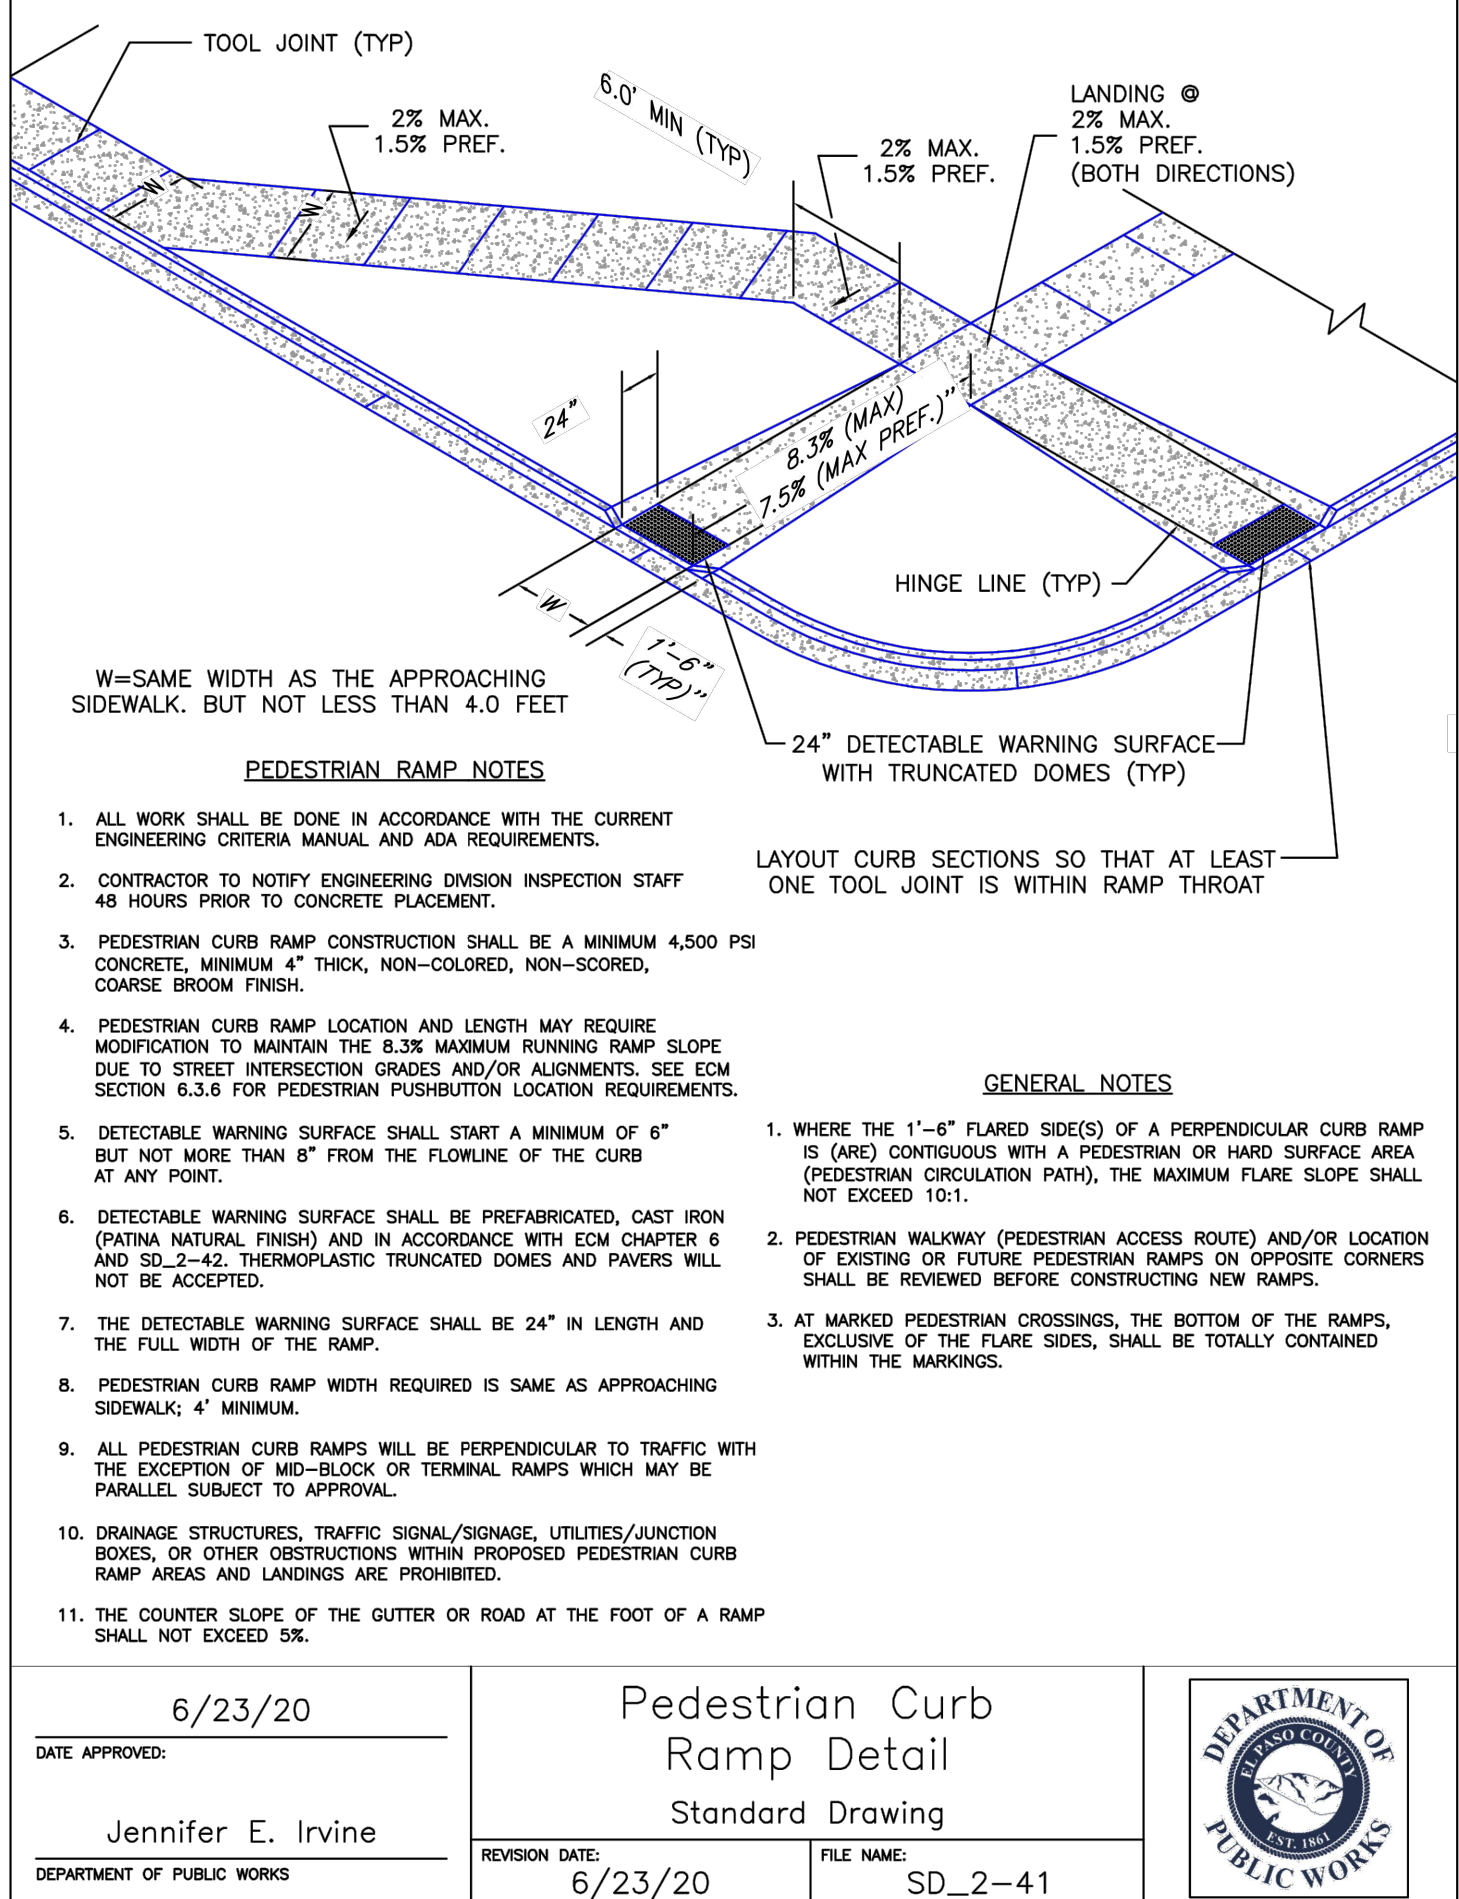 TOOL JOINT (TYP)
2% MAX.
1.5% PREF.
6.0' MIN (TYP)
2% MAX.
1.5% PREF.
LANDING @
2% MAX.
1.5% PREF.
(BOTH DIRECTIONS)
W
W
24"
8.3% (MAX)
7.5% (MAX PREF.)"
HINGE LINE (TYP)
W
1'-6"
(TYP)"
W=SAME WIDTH AS THE APPROACHING
SIDEWALK. BUT NOT LESS THAN 4.0 FEET
24" DETECTABLE WARNING SURFACE
WITH TRUNCATED DOMES (TYP)
LAYOUT CURB SECTIONS SO THAT AT LEAST
ONE TOOL JOINT IS WITHIN RAMP THROAT
PEDESTRIAN RAMP NOTES
1. ALL WORK SHALL BE DONE IN ACCORDANCE WITH THE CURRENT
ENGINEERING CRITERIA MANUAL AND ADA REQUIREMENTS.
2. CONTRACTOR TO NOTIFY ENGINEERING DIVISION INSPECTION STAFF
48 HOURS PRIOR TO CONCRETE PLACEMENT.
3. PEDESTRIAN CURB RAMP CONSTRUCTION SHALL BE A MINIMUM 4,500 PSI
CONCRETE, MINIMUM 4" THICK, NON-COLORED, NON-SCORED,
COARSE BROOM FINISH.
4. PEDESTRIAN CURB RAMP LOCATION AND LENGTH MAY REQUIRE
MODIFICATION TO MAINTAIN THE 8.3% MAXIMUM RUNNING RAMP SLOPE
DUE TO STREET INTERSECTION GRADES AND/OR ALIGNMENTS. SEE ECM
SECTION 6.3.6 FOR PEDESTRIAN PUSHBUTTON LOCATION REQUIREMENTS.
5. DETECTABLE WARNING SURFACE SHALL START A MINIMUM OF 6"
BUT NOT MORE THAN 8" FROM THE FLOWLINE OF THE CURB
AT ANY POINT.
6. DETECTABLE WARNING SURFACE SHALL BE PREFABRICATED, CAST IRON
(PATINA NATURAL FINISH) AND IN ACCORDANCE WITH ECM CHAPTER 6
AND SD_2-42. THERMOPLASTIC TRUNCATED DOMES AND PAVERS WILL
NOT BE ACCEPTED.
7. THE DETECTABLE WARNING SURFACE SHALL BE 24" IN LENGTH AND
THE FULL WIDTH OF THE RAMP.
8. PEDESTRIAN CURB RAMP WIDTH REQUIRED IS SAME AS APPROACHING
SIDEWALK; 4' MINIMUM.
9. ALL PEDESTRIAN CURB RAMPS WILL BE PERPENDICULAR TO TRAFFIC WITH
THE EXCEPTION OF MID-BLOCK OR TERMINAL RAMPS WHICH MAY BE
PARALLEL SUBJECT TO APPROVAL.
10. DRAINAGE STRUCTURES, TRAFFIC SIGNAL/SIGNAGE, UTILITIES/JUNCTION
BOXES, OR OTHER OBSTRUCTIONS WITHIN PROPOSED PEDESTRIAN CURB
RAMP AREAS AND LANDINGS ARE PROHIBITED.
11. THE COUNTER SLOPE OF THE GUTTER OR ROAD AT THE FOOT OF A RAMP
SHALL NOT EXCEED 5%.
GENERAL NOTES
1. WHERE THE 1'-6" FLARED SIDE(S) OF A PERPENDICULAR CURB RAMP
IS (ARE) CONTIGUOUS WITH A PEDESTRIAN OR HARD SURFACE AREA
(PEDESTRIAN CIRCULATION PATH), THE MAXIMUM FLARE SLOPE SHALL
NOT EXCEED 10:1.
2. PEDESTRIAN WALKWAY (PEDESTRIAN ACCESS ROUTE) AND/OR LOCATION
OF EXISTING OR FUTURE PEDESTRIAN RAMPS ON OPPOSITE CORNERS
SHALL BE REVIEWED BEFORE CONSTRUCTING NEW RAMPS.
3. AT MARKED PEDESTRIAN CROSSINGS, THE BOTTOM OF THE RAMPS,
EXCLUSIVE OF THE FLARE SIDES, SHALL BE TOTALLY CONTAINED
WITHIN THE MARKINGS.
6/23/20
DATE APPROVED:
Jennifer E. Irvine
DEPARTMENT OF PUBLIC WORKS
Pedestrian Curb
Ramp Detail
Standard Drawing
REVISION DATE:
6/23/20
FILE NAME:
SD_2-41
DEPARTMENT OF
EL PASO COUNTY
EST. 1861
PUBLIC WORKS